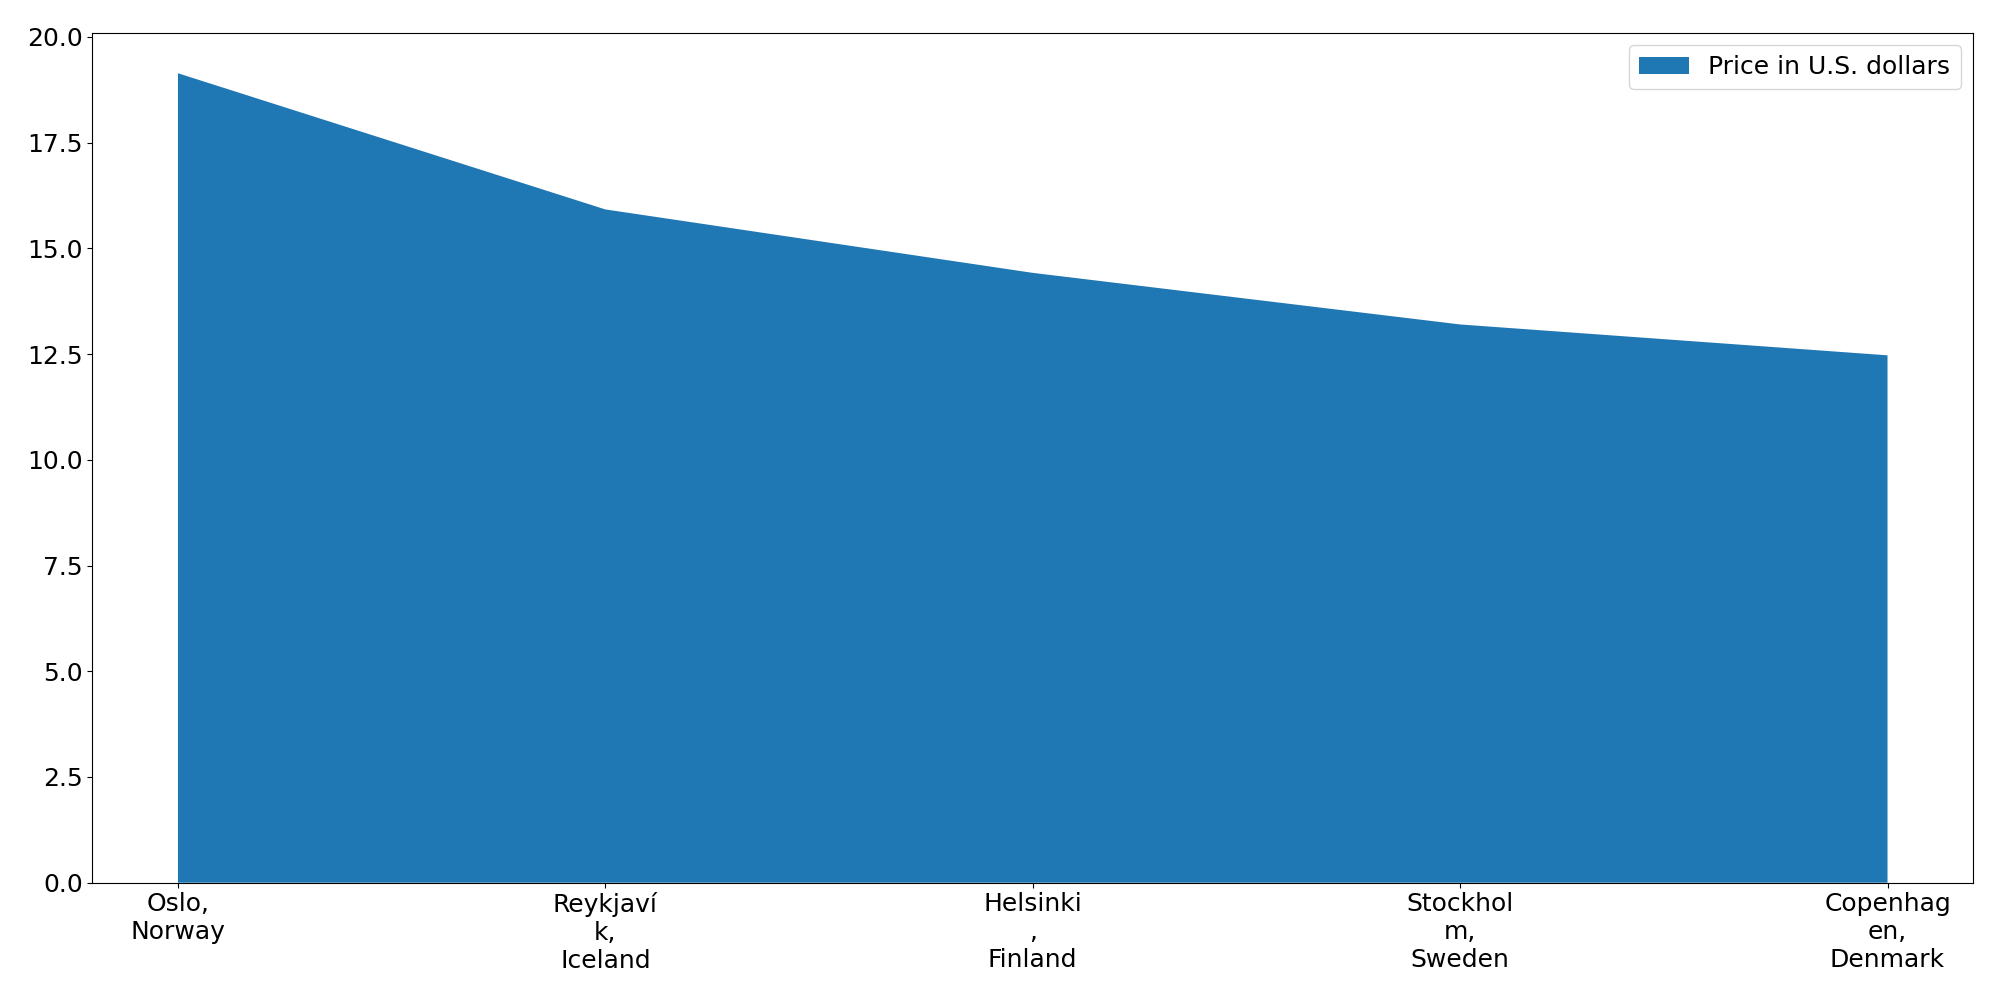 20.0
17.5
15.0
12.5
10.0
7.5
5.0
2.5
0.0
Price in U.S. dollars
Oslo,
Norway
Reykjaví
k,
Iceland
Helsinki
,
Finland
Stockhol
m,
Sweden
Copenhag
en,
Denmark